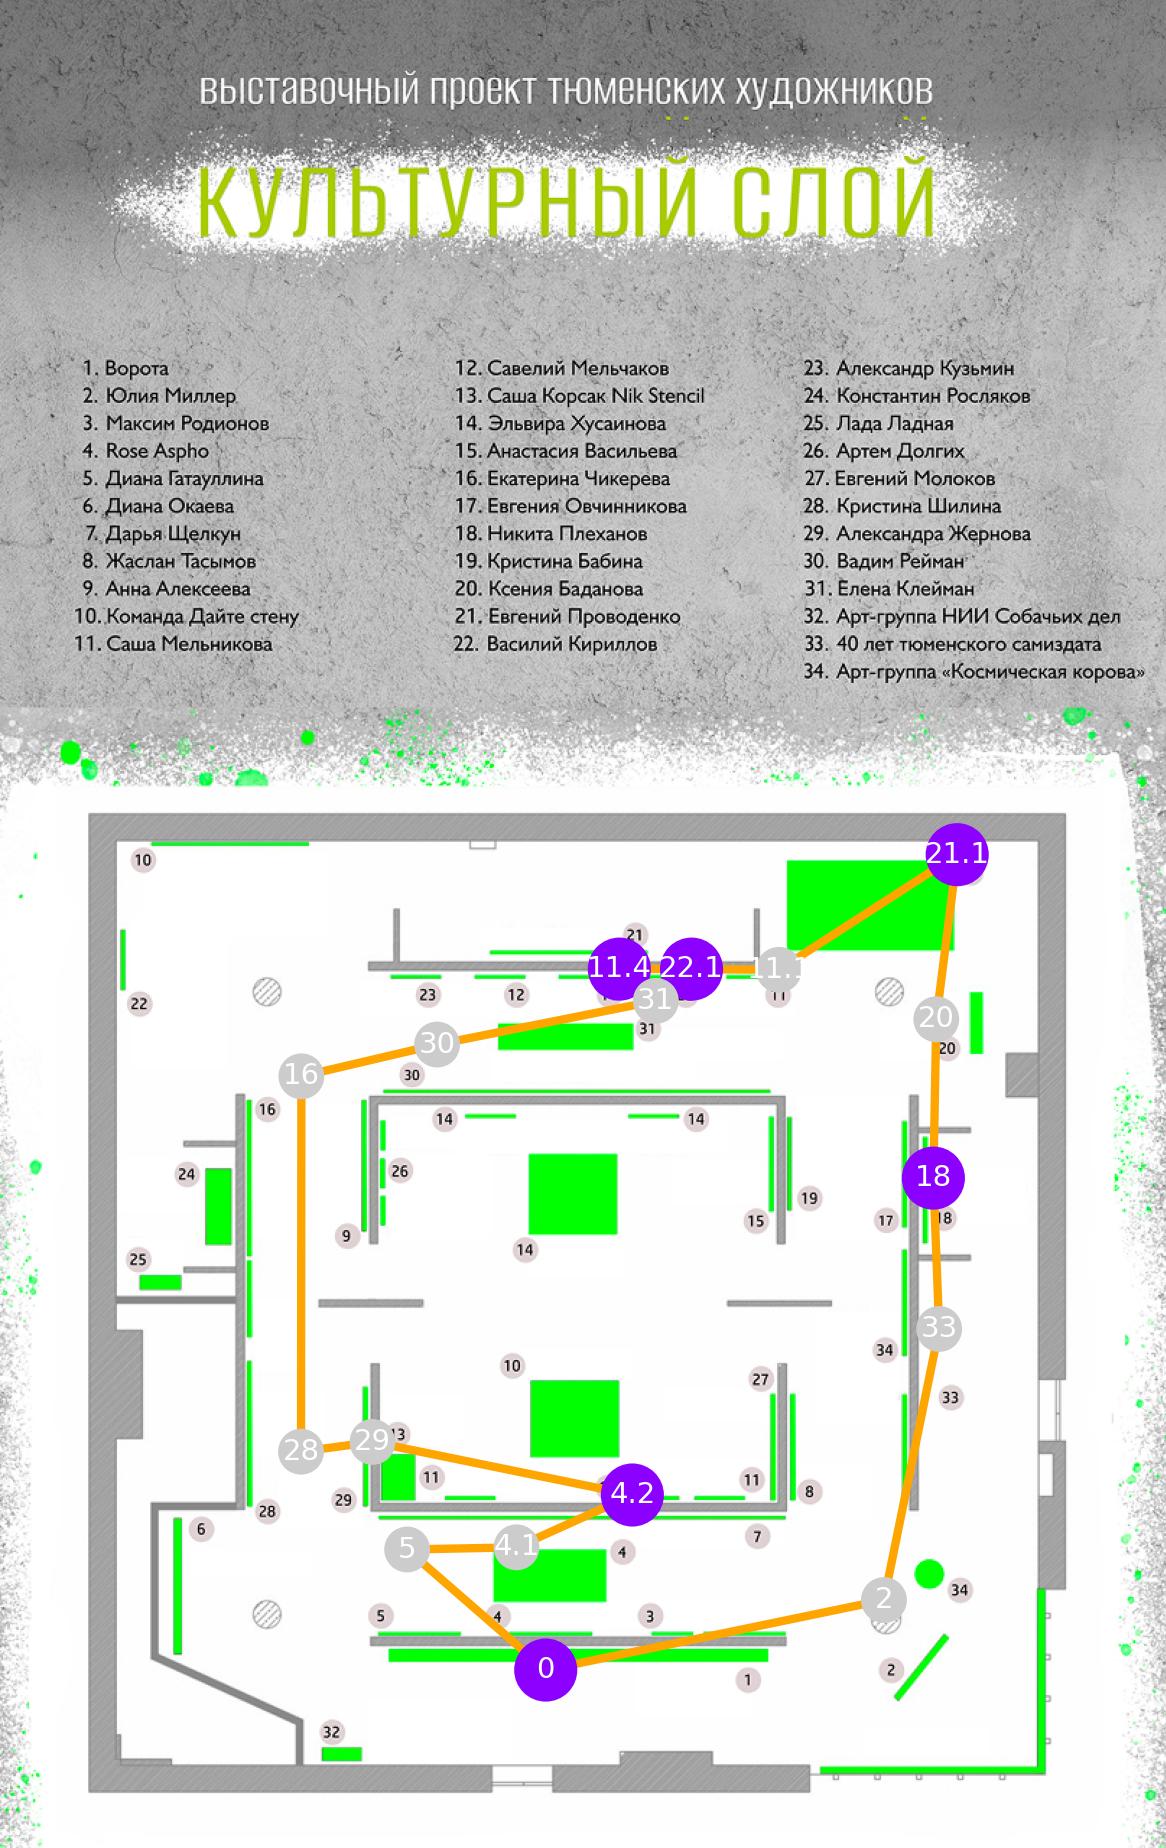 выставочный проект тюменских художников
КУЛЬТУРНЫЙ СЛОЙ
1. Ворота
2. Юлия Миллер
3. Максим Родионов
4. Rose Aspho
5. Диана Гатауллина
6. Диана Окаева
7. Дарья Щелкун
8. Жаслан Тасымов
9. Анна Алексеева
10. Команда Дайте стену
11. Саша Мельникова
12. Савелий Мельчаков
13. Саша Корсак Nik Stencil
14. Эльвира Хусаинова
15. Анастасия Васильева
16. Екатерина Чикерева
17. Евгения Овчинникова
18. Никита Плеханов
19. Кристина Бабина
20. Ксения Баданова
21. Евгений Проводенко
22. Василий Кириллов
23. Александр Кузьмин
24. Константин Росляков
25. Лада Ладная
26. Артем Долгих
27. Евгений Молоков
28. Кристина Шилина
29. Александра Жернова
30. Вадим Рейман
31. Елена Клейман
32. Арт-группа НИИ Собачьих дел
33. 40 лет тюменского самиздата
34. Арт-группа «Космическая корова»
10
21.1
21
11.4 22.1 11.1
22 23 12 11
31
31
20
20
30
30
16
16
14 14
26
24
18
19
9 15 17 18
14
25
33
34
10
27
33
13
28 29
11 11
4.2
8
29
28
6
7
5 4.1
4
34
2
5 4 3
0
2
1
32